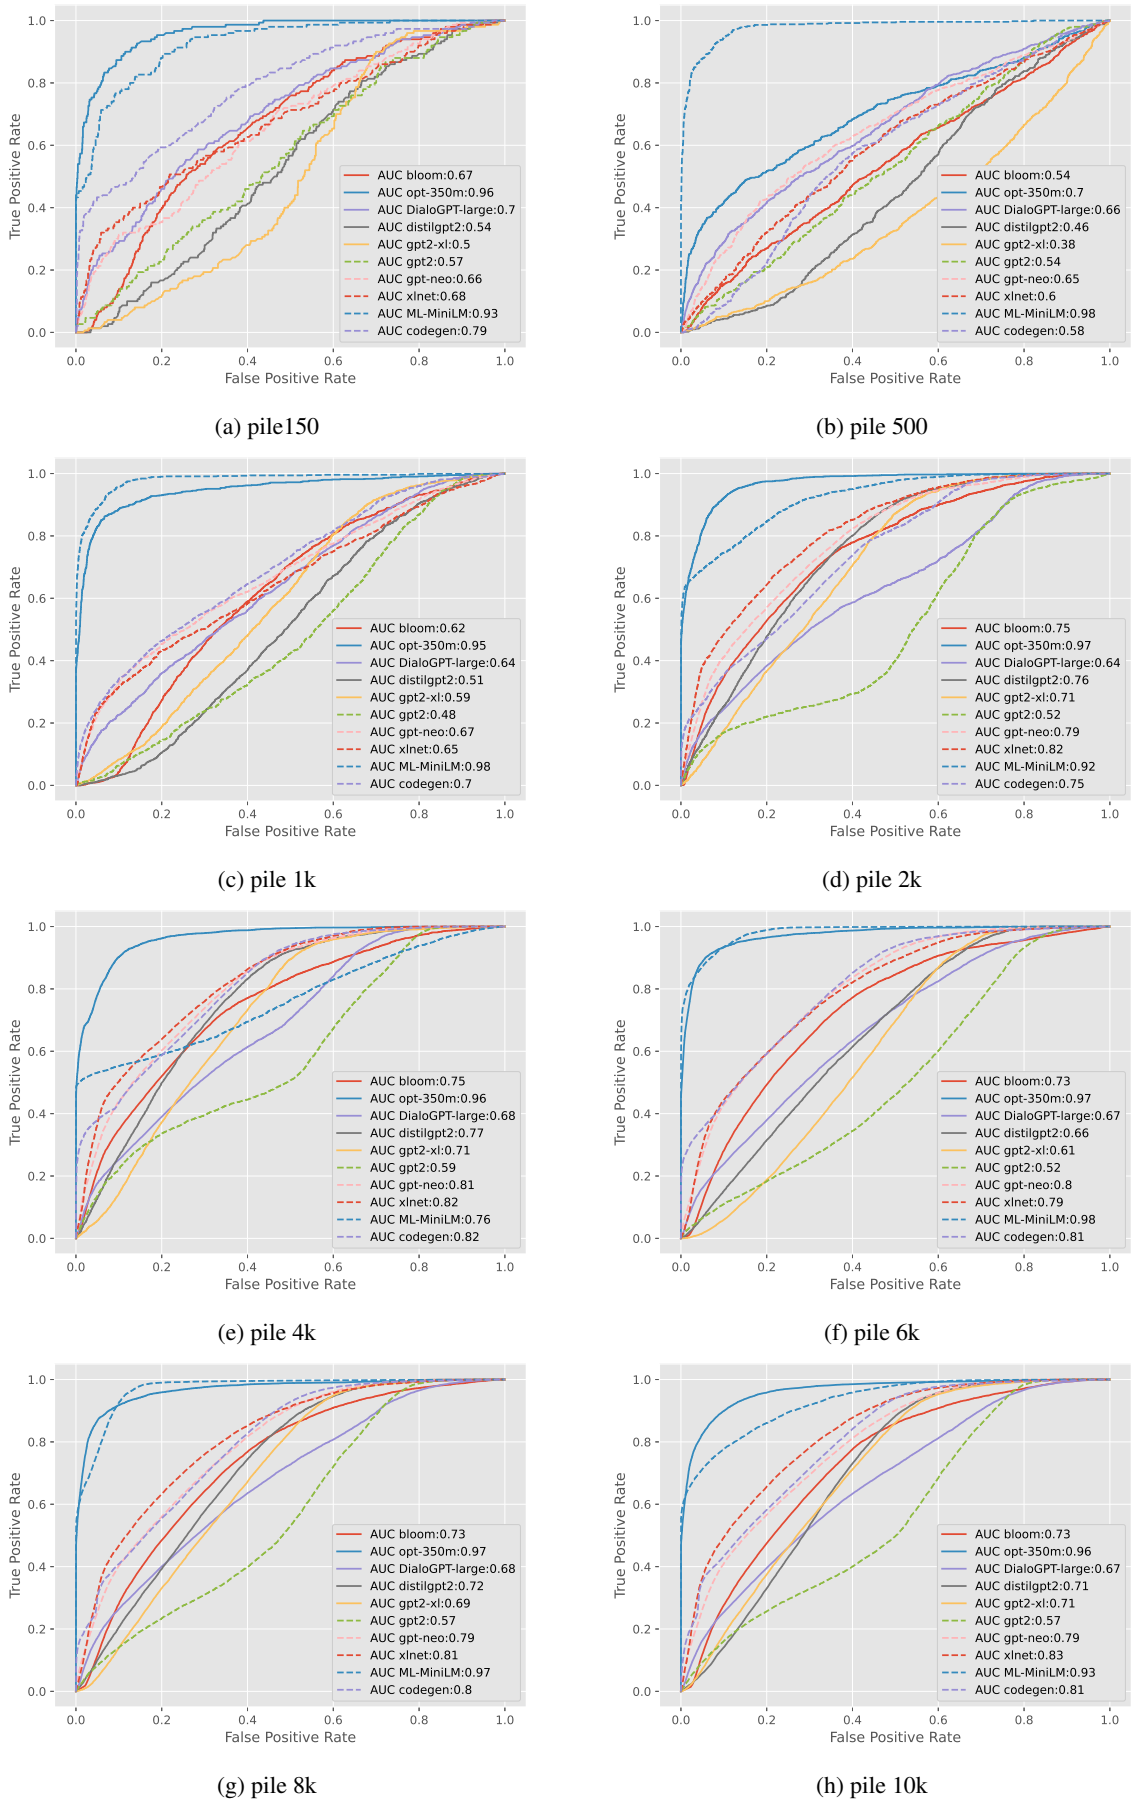 1.0
0.8
0.6
0.4
0.2
0.0
True Positive Rate
AUC bloom:0.67
AUC opt-350m:0.96
AUC DialoGPT-large:0.7
AUC distilgpt2:0.54
AUC gpt2-xl:0.5
AUC gpt2:0.57
AUC gpt-neo:0.66
AUC xlnet:0.68
AUC ML-MiniLM:0.93
AUC codegen:0.79
0.0 0.2 0.4 0.6 0.8 1.0
False Positive Rate
(a) pile150
1.0
0.8
0.6
0.4
0.2
0.0
True Positive Rate
AUC bloom:0.54
AUC opt-350m:0.7
AUC DialoGPT-large:0.66
AUC distilgpt2:0.46
AUC gpt2-xl:0.38
AUC gpt2:0.54
AUC gpt-neo:0.65
AUC xlnet:0.6
AUC ML-MiniLM:0.98
AUC codegen:0.58
0.0 0.2 0.4 0.6 0.8 1.0
False Positive Rate
(b) pile 500
1.0
0.8
0.6
0.4
0.2
0.0
True Positive Rate
AUC bloom:0.62
AUC opt-350m:0.95
AUC DialoGPT-large:0.64
AUC distilgpt2:0.51
AUC gpt2-xl:0.59
AUC gpt2:0.48
AUC gpt-neo:0.67
AUC xlnet:0.65
AUC ML-MiniLM:0.98
AUC codegen:0.7
0.0 0.2 0.4 0.6 0.8 1.0
False Positive Rate
(c) pile 1k
1.0
0.8
0.6
0.4
0.2
0.0
True Positive Rate
AUC bloom:0.75
AUC opt-350m:0.97
AUC DialoGPT-large:0.64
AUC distilgpt2:0.76
AUC gpt2-xl:0.71
AUC gpt2:0.52
AUC gpt-neo:0.79
AUC xlnet:0.82
AUC ML-MiniLM:0.92
AUC codegen:0.75
0.0 0.2 0.4 0.6 0.8 1.0
False Positive Rate
(d) pile 2k
1.0
0.8
0.6
0.4
0.2
0.0
True Positive Rate
AUC bloom:0.75
AUC opt-350m:0.96
AUC DialoGPT-large:0.68
AUC distilgpt2:0.77
AUC gpt2-xl:0.71
AUC gpt2:0.59
AUC gpt-neo:0.81
AUC xlnet:0.82
AUC ML-MiniLM:0.76
AUC codegen:0.82
0.0 0.2 0.4 0.6 0.8 1.0
False Positive Rate
(e) pile 4k
1.0
0.8
0.6
0.4
0.2
0.0
True Positive Rate
AUC bloom:0.73
AUC opt-350m:0.97
AUC DialoGPT-large:0.67
AUC distilgpt2:0.66
AUC gpt2-xl:0.61
AUC gpt2:0.52
AUC gpt-neo:0.8
AUC xlnet:0.79
AUC ML-MiniLM:0.98
AUC codegen:0.81
0.0 0.2 0.4 0.6 0.8 1.0
False Positive Rate
(f) pile 6k
1.0
0.8
0.6
0.4
0.2
0.0
True Positive Rate
AUC bloom:0.73
AUC opt-350m:0.97
AUC DialoGPT-large:0.68
AUC distilgpt2:0.72
AUC gpt2-xl:0.69
AUC gpt2:0.57
AUC gpt-neo:0.79
AUC xlnet:0.81
AUC ML-MiniLM:0.97
AUC codegen:0.8
0.0 0.2 0.4 0.6 0.8 1.0
False Positive Rate
(g) pile 8k
1.0
0.8
0.6
0.4
0.2
0.0
True Positive Rate
AUC bloom:0.73
AUC opt-350m:0.96
AUC DialoGPT-large:0.67
AUC distilgpt2:0.71
AUC gpt2-xl:0.71
AUC gpt2:0.57
AUC gpt-neo:0.79
AUC xlnet:0.83
AUC ML-MiniLM:0.93
AUC codegen:0.81
0.0 0.2 0.4 0.6 0.8 1.0
False Positive Rate
(h) pile 10k